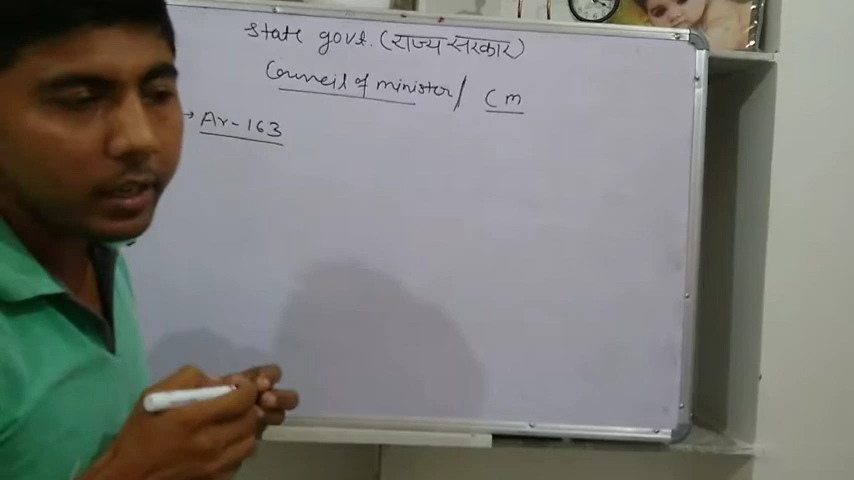 State govt. (राज्य सरकार)
Council of minister/ Cm
→ Ar-163